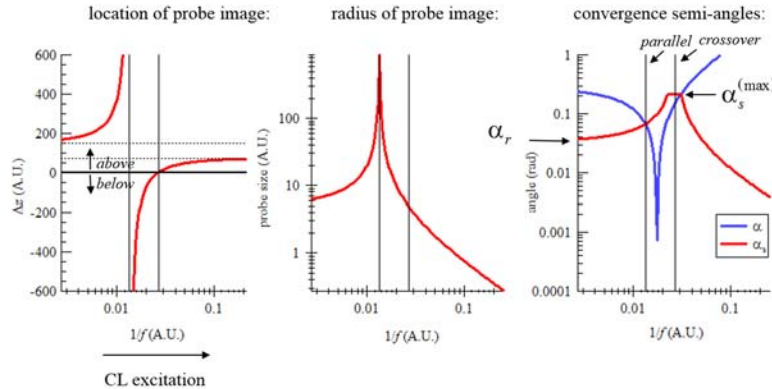 location of probe image:
radius of probe image:
convergence semi-angles:
600
400
200
0
-200
-400
-600
Δz (A.U.)
above
below
0.01
0.1
1/f (A.U.)
CL excitation
100
10
1
probe size (A.U.)
0.01
0.1
1/f (A.U.)
parallel
crossover
1
0.1
0.01
0.001
0.0001
angle (rad)
αr
αs(max)
α
αs
0.01
0.1
1/f (A.U.)